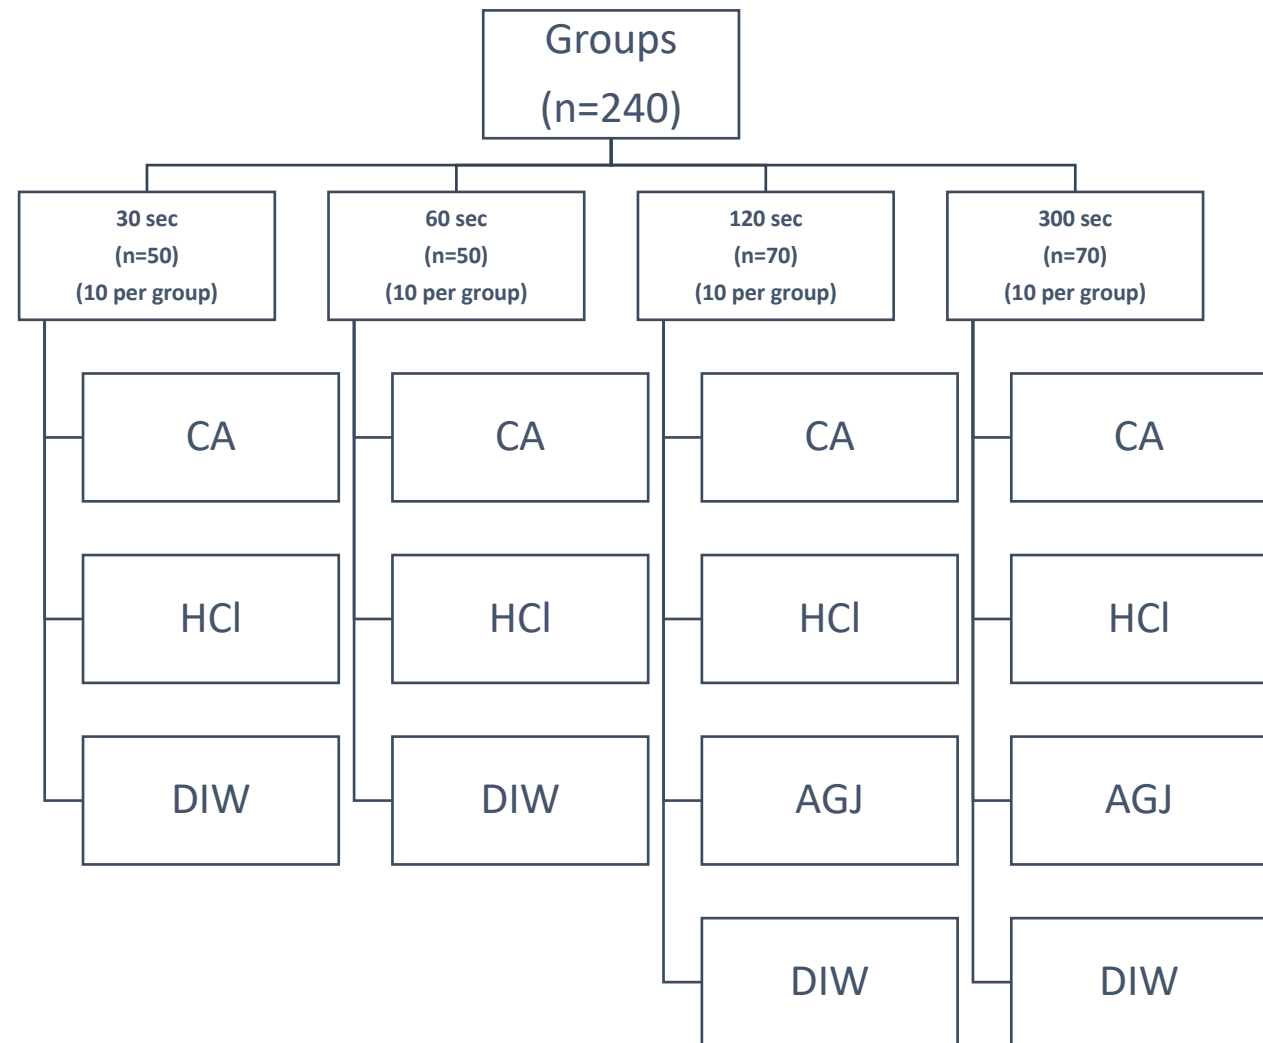 Groups
(n=240)
30 sec
(n=50)
(10 per group)
60 sec
(n=50)
(10 per group)
120 sec
(n=70)
(10 per group)
300 sec
(n=70)
(10 per group)
CA
CA
CA
CA
HCl
HCl
HCl
HCl
DIW
DIW
AGJ
AGJ
DIW
DIW